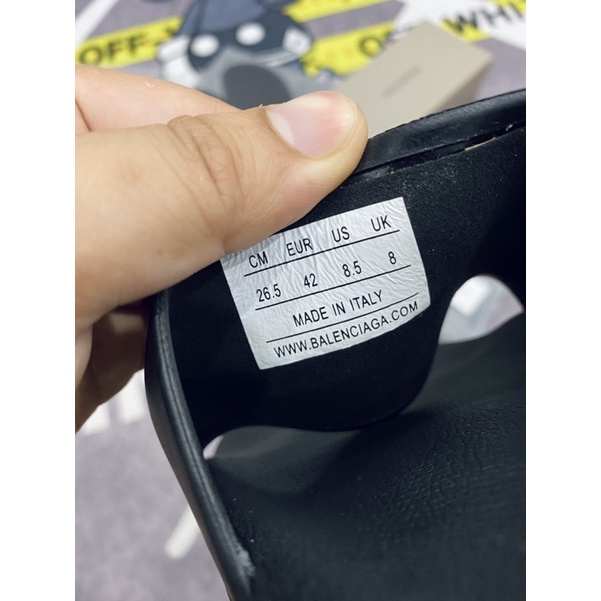 OFF-W
OFF
WHI
CM EUR US UK
26.5 42 8.5 8
MADE IN ITALY
WWW.BALENCIAGA.COM